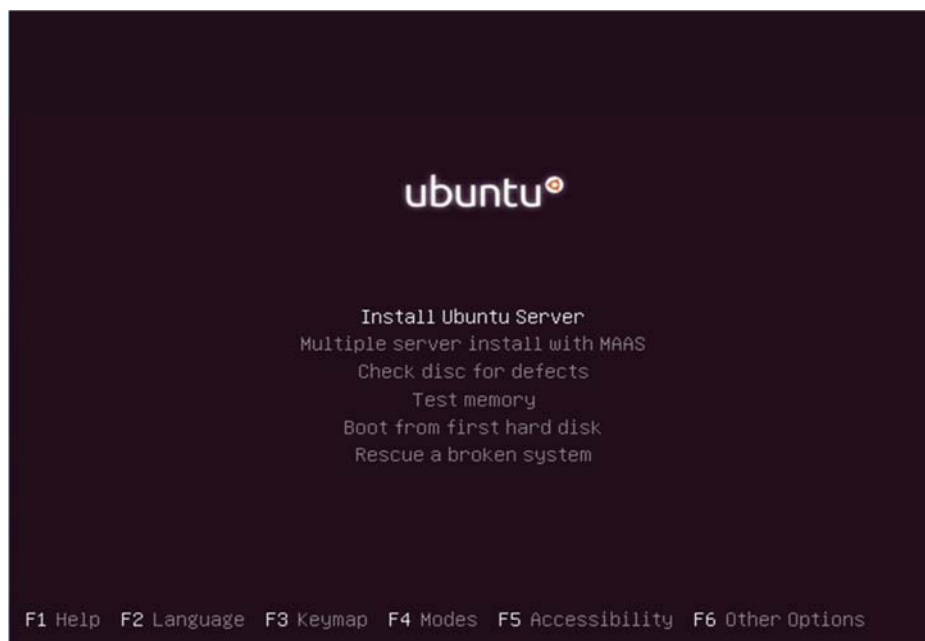 ubuntu
Install Ubuntu Server
Multiple server install with MAAS
Check disc for defects
Test memory
Boot from first hard disk
Rescue a broken system
F1 Help F2 Language F3 Keymap F4 Modes F5 Accessibility F6 Other Options